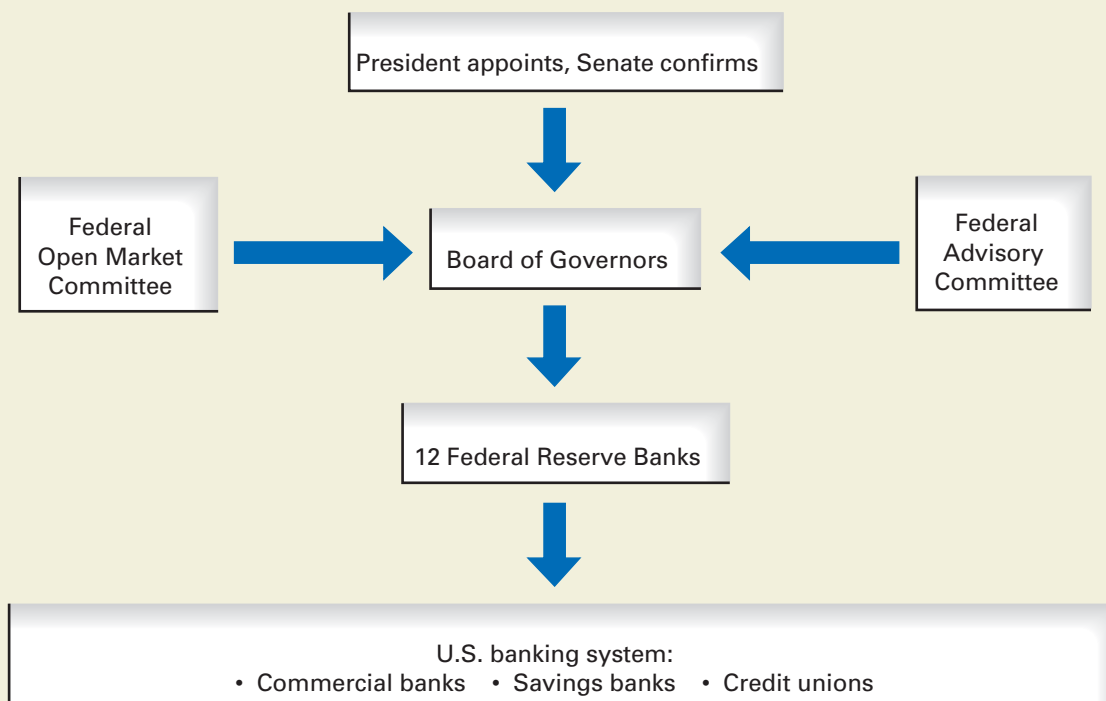 President appoints, Senate confirms
Federal
Open Market
Committee
Board of Governors
Federal
Advisory
Committee
12 Federal Reserve Banks
U.S. banking system:
• Commercial banks • Savings banks • Credit unions